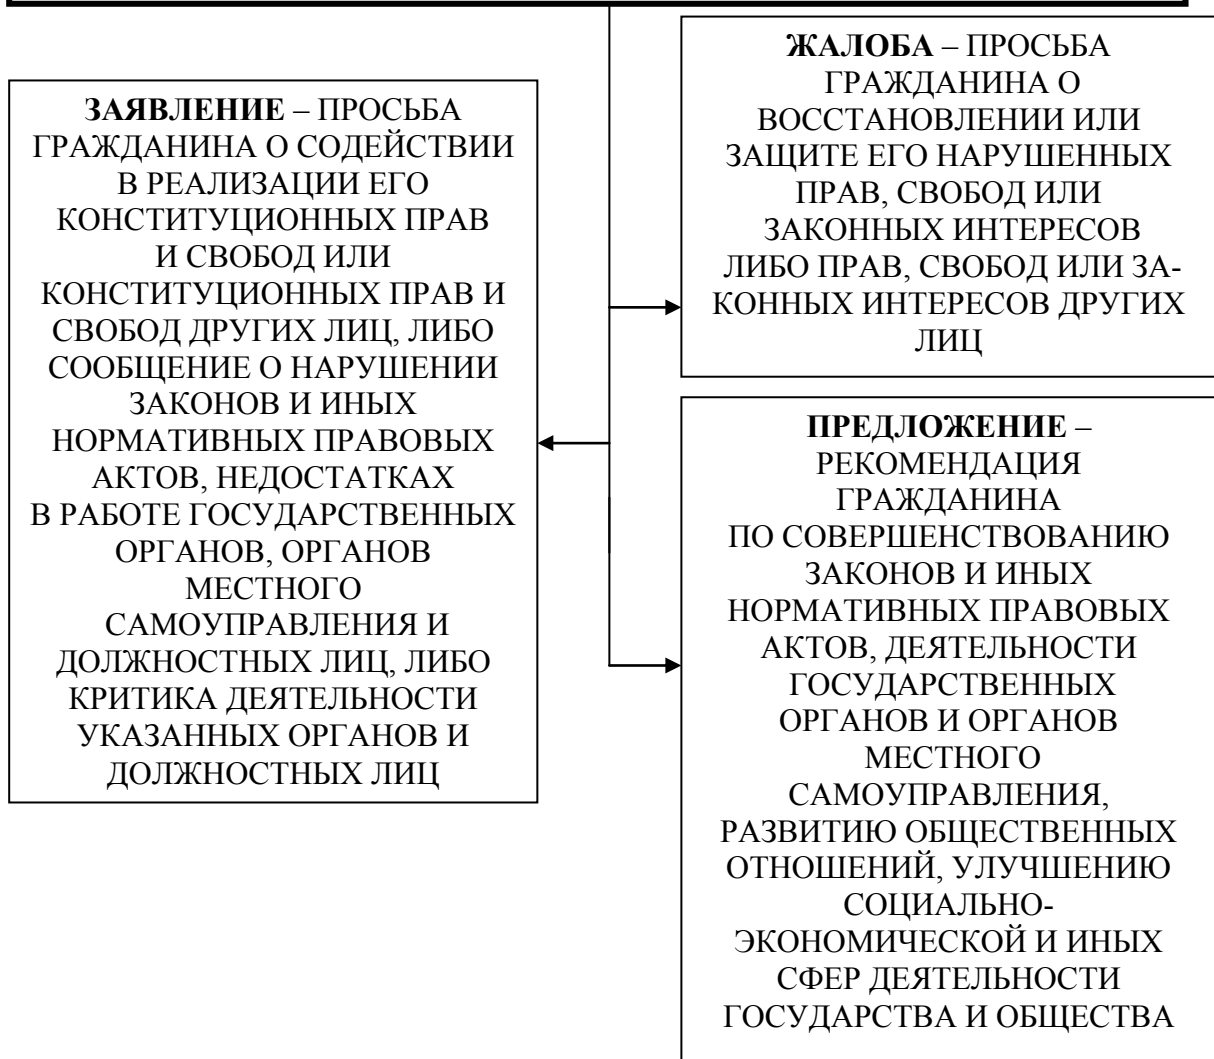 ЗАЯВЛЕНИЕ – ПРОСЬБА
ГРАЖДАНИНА О СОДЕЙСТВИИ
В РЕАЛИЗАЦИИ ЕГО
КОНСТИТУЦИОННЫХ ПРАВ
И СВОБОД ИЛИ
КОНСТИТУЦИОННЫХ ПРАВ И
СВОБОД ДРУГИХ ЛИЦ, ЛИБО
СООБЩЕНИЕ О НАРУШЕНИИ
ЗАКОНОВ И ИНЫХ
НОРМАТИВНЫХ ПРАВОВЫХ
АКТОВ, НЕДОСТАТКАХ
В РАБОТЕ ГОСУДАРСТВЕННЫХ
ОРГАНОВ, ОРГАНОВ
МЕСТНОГО
САМОУПРАВЛЕНИЯ И
ДОЛЖНОСТНЫХ ЛИЦ, ЛИБО
КРИТИКА ДЕЯТЕЛЬНОСТИ
УКАЗАННЫХ ОРГАНОВ И
ДОЛЖНОСТНЫХ ЛИЦ
ЖАЛОБА – ПРОСЬБА
ГРАЖДАНИНА О
ВОССТАНОВЛЕНИИ ИЛИ
ЗАЩИТЕ ЕГО НАРУШЕННЫХ
ПРАВ, СВОБОД ИЛИ
ЗАКОННЫХ ИНТЕРЕСОВ
ЛИБО ПРАВ, СВОБОД ИЛИ ЗА-
КОННЫХ ИНТЕРЕСОВ ДРУГИХ
ЛИЦ
ПРЕДЛОЖЕНИЕ –
РЕКОМЕНДАЦИЯ
ГРАЖДАНИНА
ПО СОВЕРШЕНСТВОВАНИЮ
ЗАКОНОВ И ИНЫХ
НОРМАТИВНЫХ ПРАВОВЫХ
АКТОВ, ДЕЯТЕЛЬНОСТИ
ГОСУДАРСТВЕННЫХ
ОРГАНОВ И ОРГАНОВ
МЕСТНОГО
САМОУПРАВЛЕНИЯ,
РАЗВИТИЮ ОБЩЕСТВЕННЫХ
ОТНОШЕНИЙ, УЛУЧШЕНИЮ
СОЦИАЛЬНО-
ЭКОНОМИЧЕСКОЙ И ИНЫХ
СФЕР ДЕЯТЕЛЬНОСТИ
ГОСУДАРСТВА И ОБЩЕСТВА